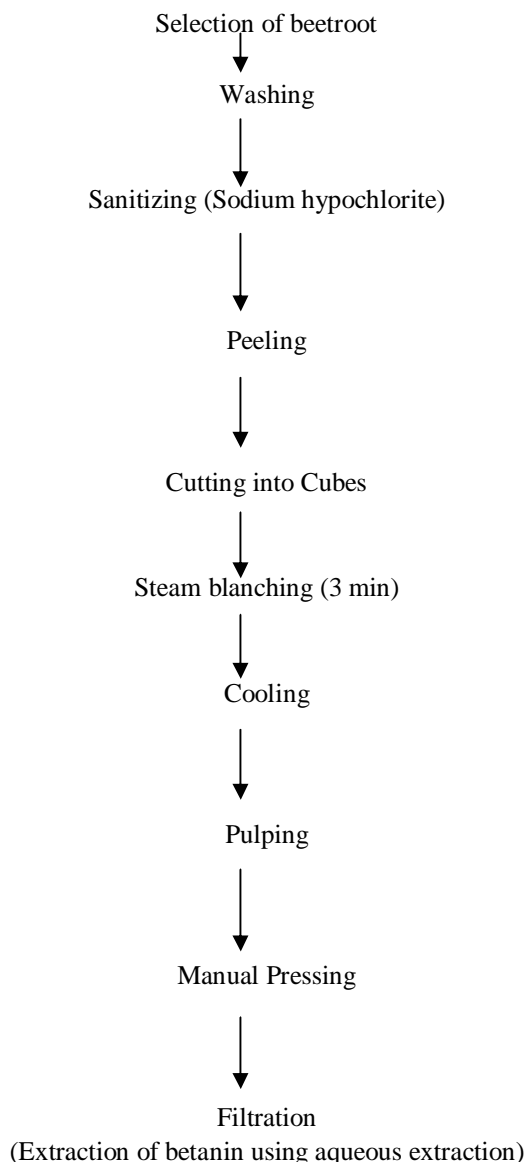 Selection of beetroot
Washing
Sanitizing (Sodium hypochlorite)
Peeling
Cutting into Cubes
Steam blanching (3 min)
Cooling
Pulping
Manual Pressing
Filtration
(Extraction of betanin using aqueous extraction)